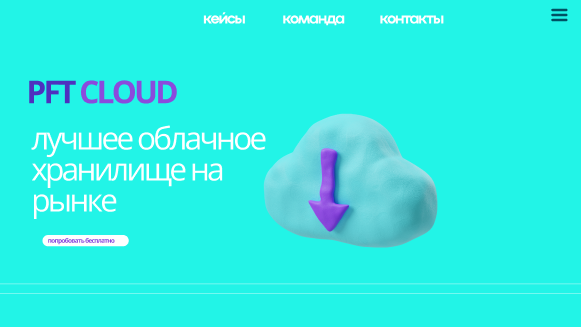 кейсы команда контакты
PFT CLOUD
лучшее облачное
хранилище на
рынке
попробовать бесплатно